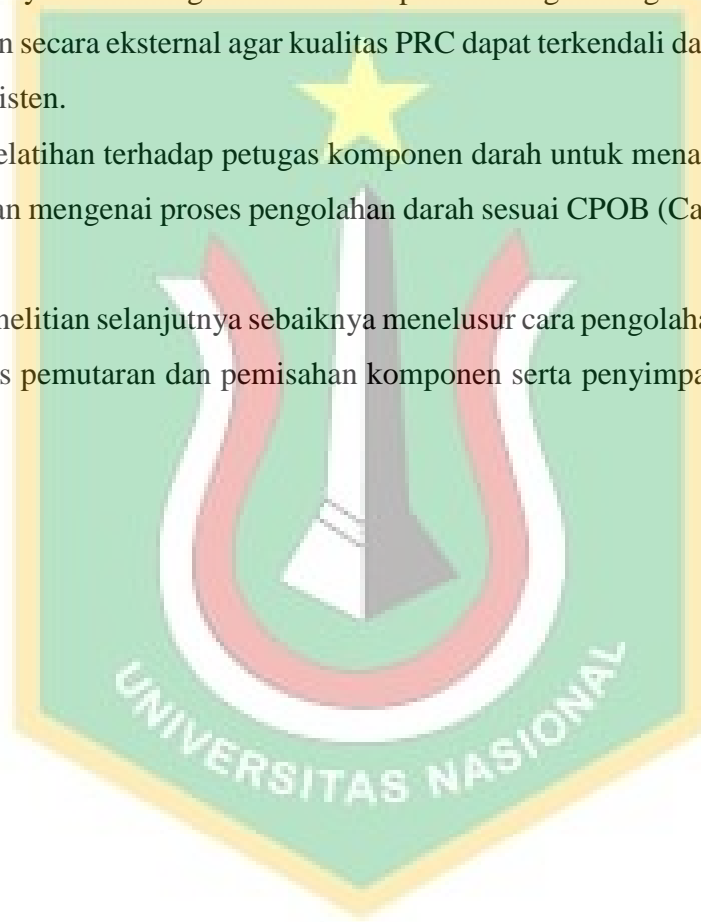 n secara eksternal agar kualitas PRC dapat terkendali da
isten.
elatihan terhadap petugas komponen darah untuk mena
an mengenai proses pengolahan darah sesuai CPOB (Ca
nelitian selanjutnya sebaiknya menelusur cara pengolaha
s pemutaran dan pemisahan komponen serta penyimpa
UNIVERSITAS NASIONAL